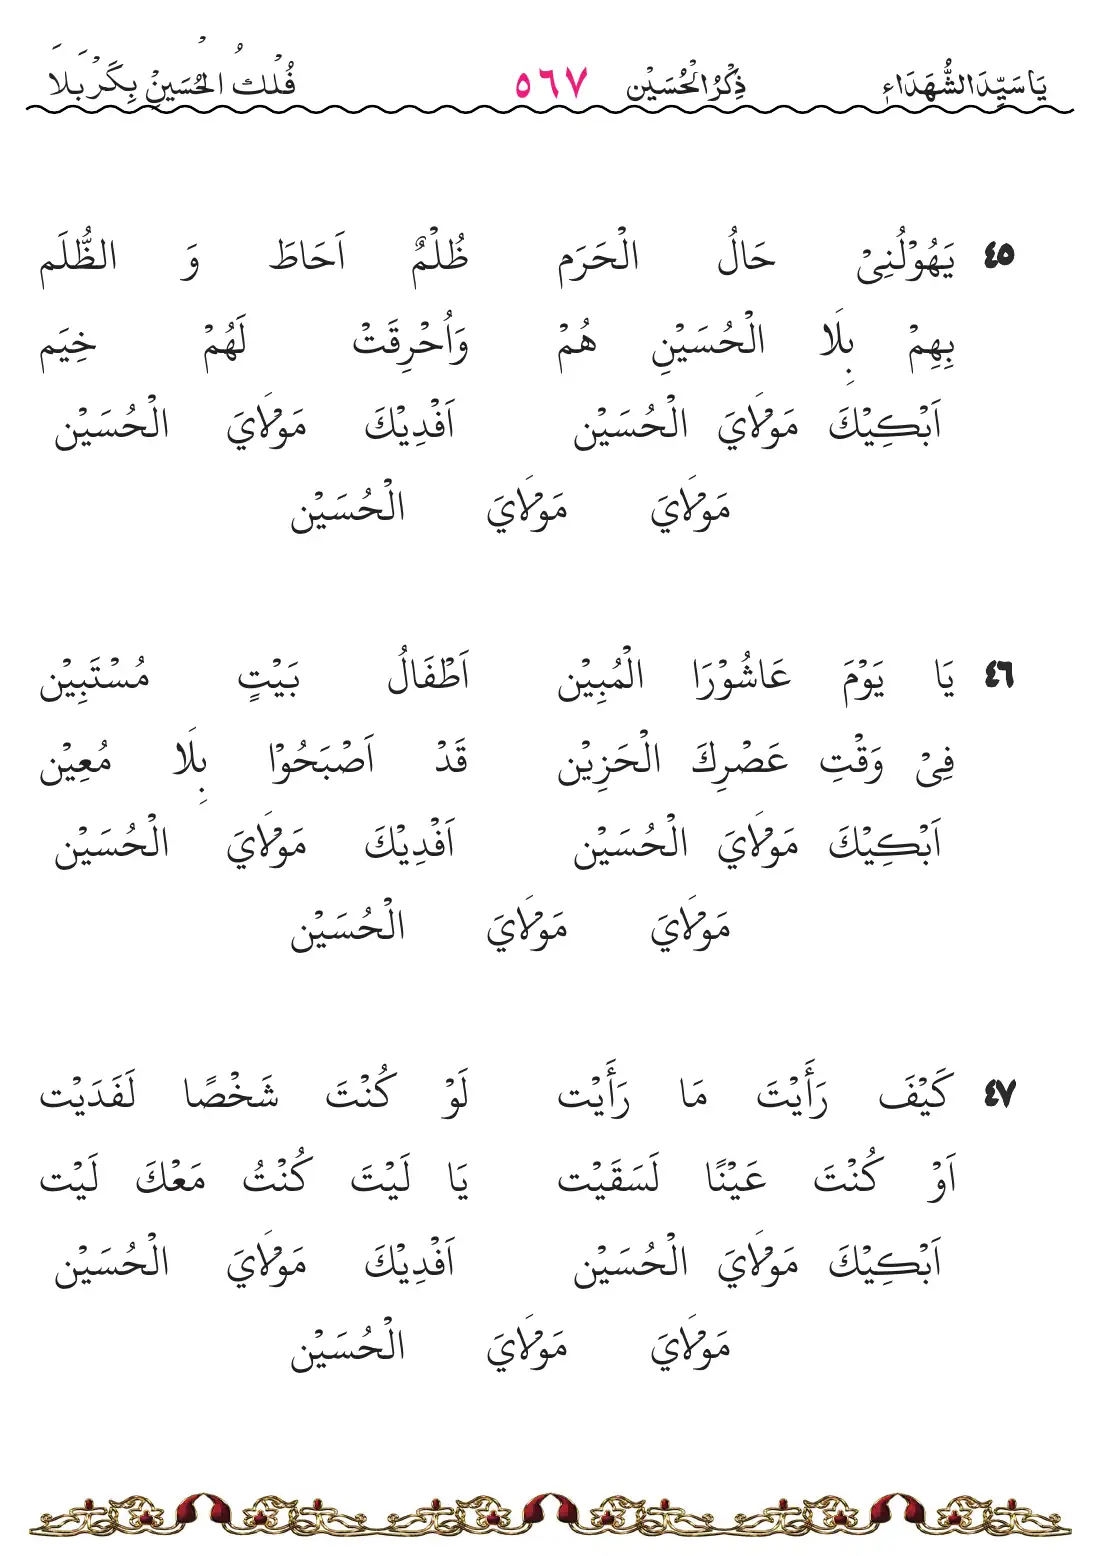 يَا سَيِّدَ الشُّهَدَاءِ ذِكْرُ الْحُسَيْن ٥٦٧ فُلْكُ الْحُسَيْنِ بِكَرْبَلَا
٤٥ يَهُوْلُنِيْ حَالُ الْحَرَم ظُلْمٌ اَحَاطَ وَ الظُّلَم
بِهِمْ بِلَا الْحُسَيْنِ هُمْ وَاُحْرِقَتْ لَهُمْ خِيَم
اَبْكِيْكَ مَوْلَايَ الْحُسَيْن اَفْدِيْكَ مَوْلَايَ الْحُسَيْن
مَوْلَايَ مَوْلَايَ الْحُسَيْن
٤٦ يَا يَوْمَ عَاشُوْرَا الْمُبِيْن اَطْفَالُ بَيْتٍ مُسْتَبِيْن
فِيْ وَقْتِ عَصْرِكَ الْحَزِيْن قَدْ اَصْبَحُوْا بِلَا مُعِيْن
اَبْكِيْكَ مَوْلَايَ الْحُسَيْن اَفْدِيْكَ مَوْلَايَ الْحُسَيْن
مَوْلَايَ مَوْلَايَ الْحُسَيْن
٤٧ كَيْفَ رَأَيْتَ مَا رَأَيْت لَوْ كُنْتَ شَخْصًا لَفَدَيْت
اَوْ كُنْتَ عَيْنًا لَسَقَيْت يَا لَيْتَ كُنْتُ مَعْكَ لَيْت
اَبْكِيْكَ مَوْلَايَ الْحُسَيْن اَفْدِيْكَ مَوْلَايَ الْحُسَيْن
مَوْلَايَ مَوْلَايَ الْحُسَيْن